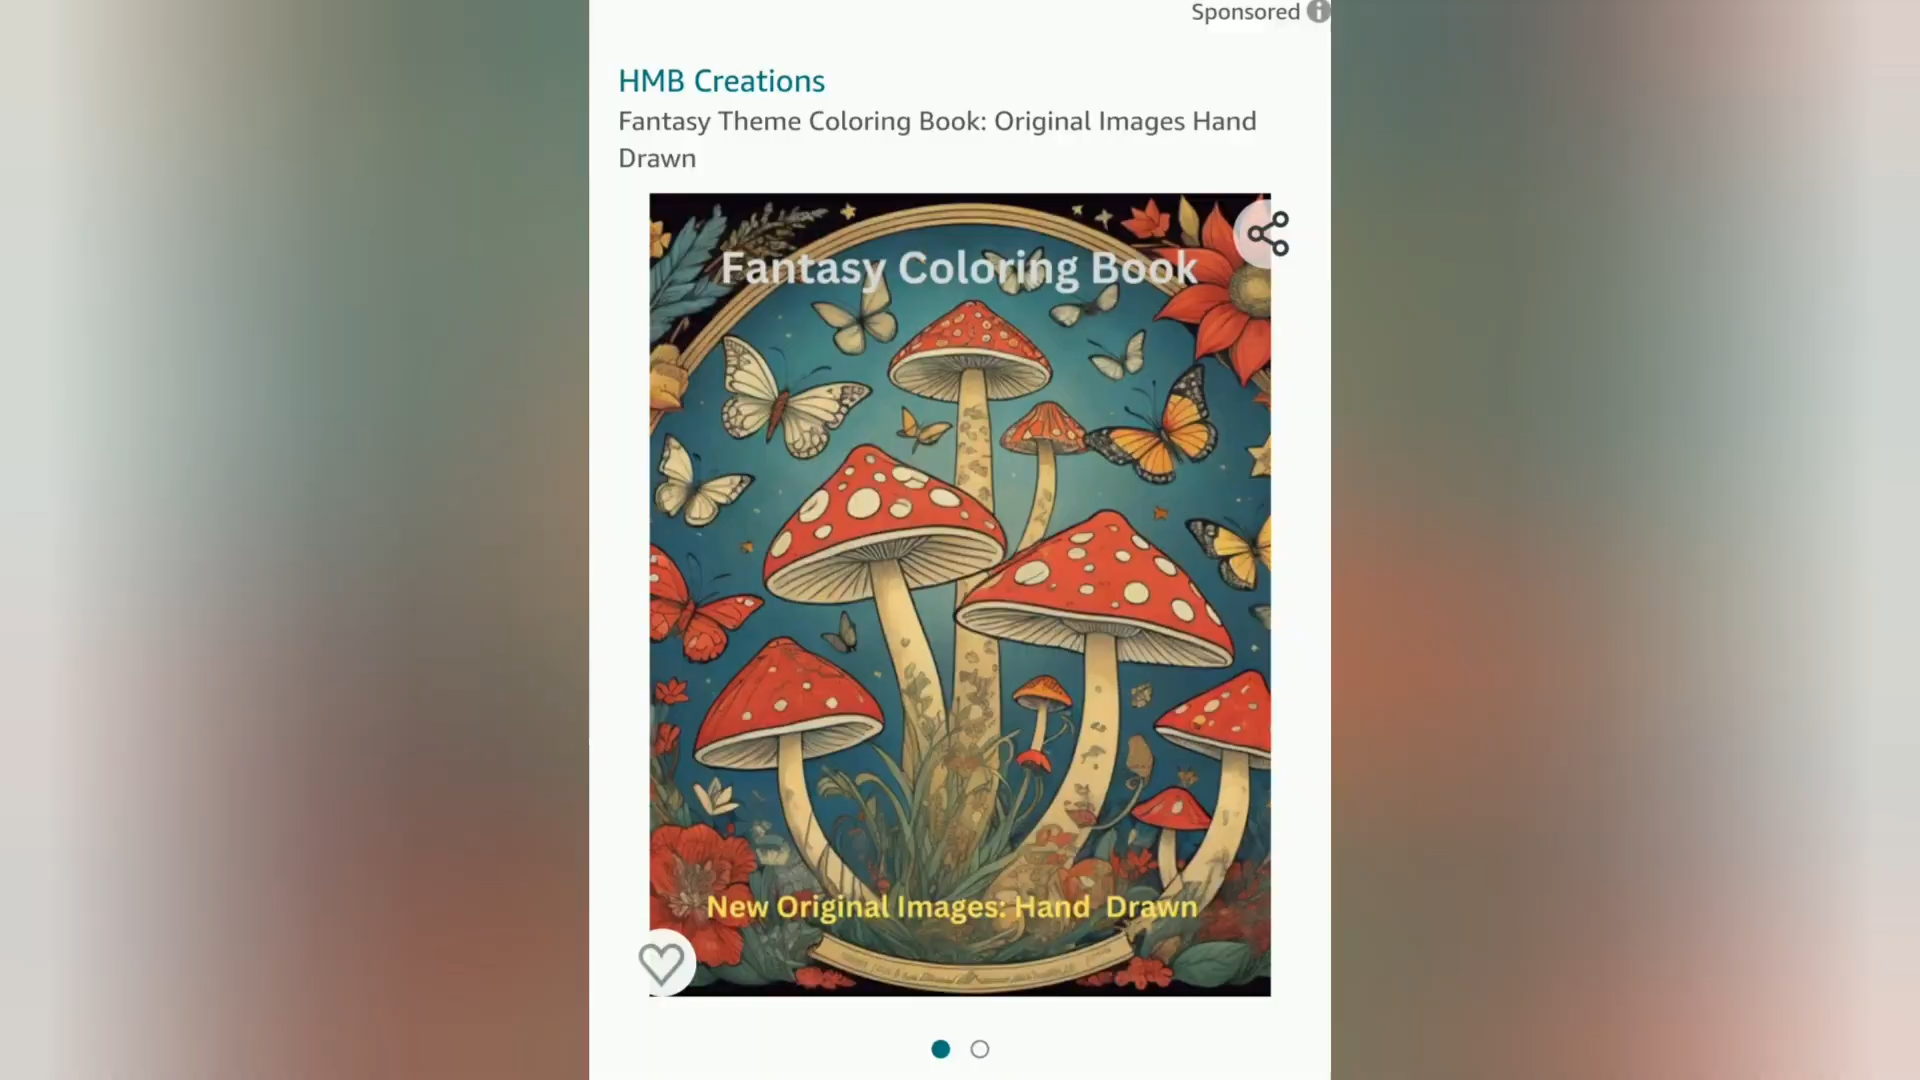 Sponsored
HMB Creations
Fantasy Theme Coloring Book: Original Images Hand
Drawn
Fantasy Coloring Book
New Original Images: Hand Drawn